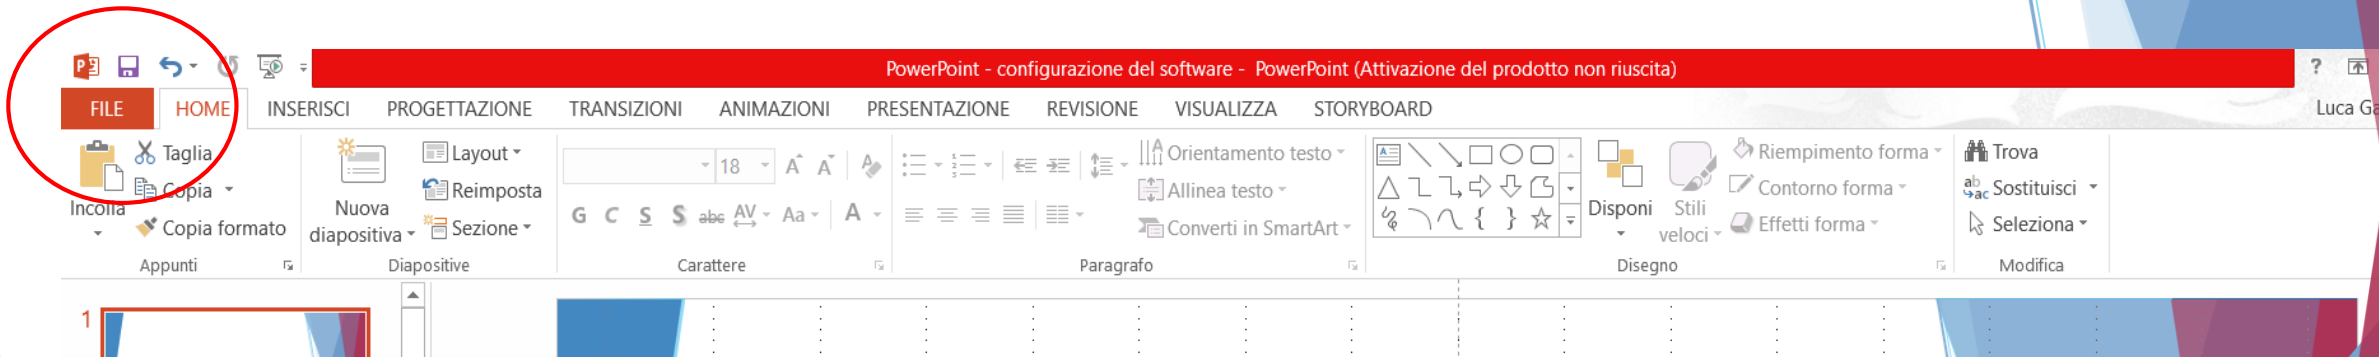 PowerPoint - configurazione del software - PowerPoint (Attivazione del prodotto non riuscita)
?
FILE HOME INSERISCI PROGETTAZIONE TRANSIZIONI ANIMAZIONI PRESENTAZIONE REVISIONE VISUALIZZA STORYBOARD Luca Ga
Incolla
Taglia
Copia
Copia formato
Appunti
Nuova
diapositiva
Layout
Reimposta
Sezione
Diapositive
18
G C S S abc AV Aa A
Carattere
Orientamento testo
Allinea testo
Converti in SmartArt
Paragrafo
Disponi
Stili
veloci
Riempimento forma
Contorno forma
Effetti forma
Disegno
Trova
Sostituisci
Seleziona
Modifica
1